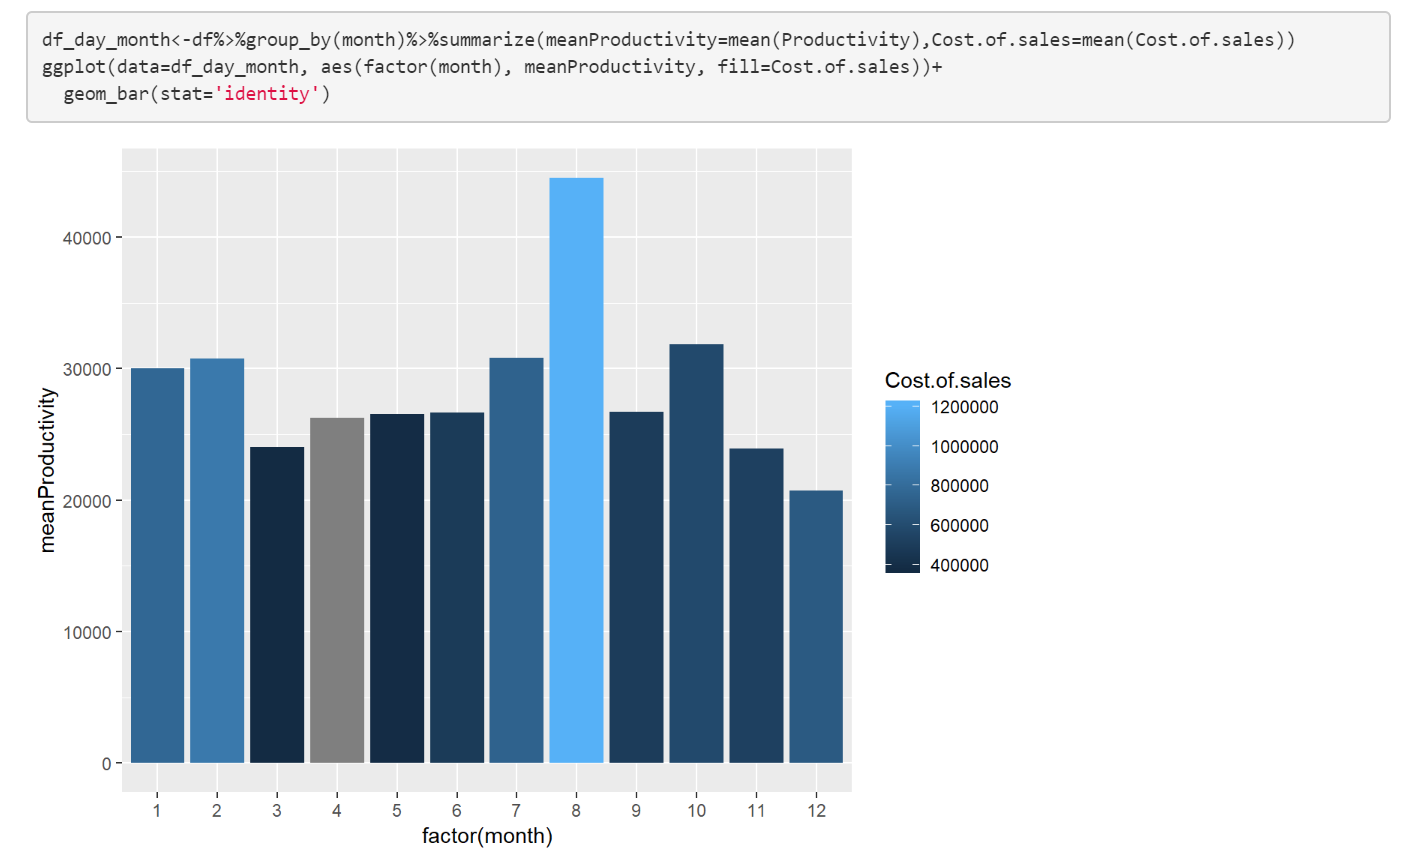 df_day_month<-df%>%group_by(month)%>%summarize(meanProductivity=mean(Productivity),Cost.of.sales=mean(Cost.of.sales))
ggplot(data=df_day_month, aes(factor(month), meanProductivity, fill=Cost.of.sales))+
  geom_bar(stat='identity')
40000
30000
20000
10000
0
meanProductivity
1 2 3 4 5 6 7 8 9 10 11 12
factor(month)
Cost.of.sales
1200000
1000000
800000
600000
400000